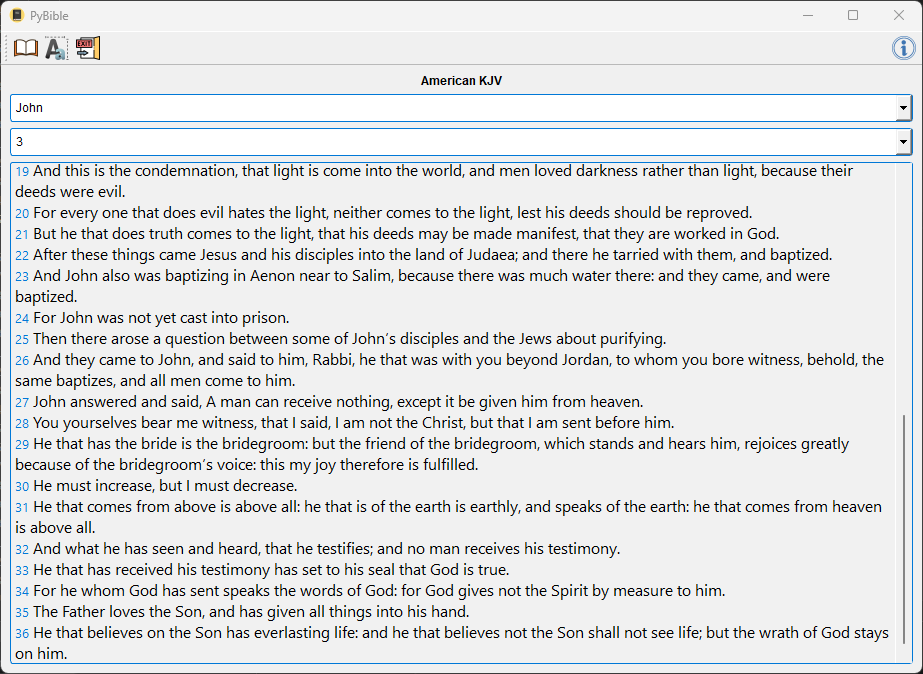 PyBible
EXIT
American KJV
John
3
19 And this is the condemnation, that light is come into the world, and men loved darkness rather than light, because their
deeds were evil.
20 For every one that does evil hates the light, neither comes to the light, lest his deeds should be reproved.
21 But he that does truth comes to the light, that his deeds may be made manifest, that they are worked in God.
22 After these things came Jesus and his disciples into the land of Judaea; and there he tarried with them, and baptized.
23 And John also was baptizing in Aenon near to Salim, because there was much water there: and they came, and were
baptized.
24 For John was not yet cast into prison.
25 Then there arose a question between some of John's disciples and the Jews about purifying.
26 And they came to John, and said to him, Rabbi, he that was with you beyond Jordan, to whom you bore witness, behold, the
same baptizes, and all men come to him.
27 John answered and said, A man can receive nothing, except it be given him from heaven.
28 You yourselves bear me witness, that I said, I am not the Christ, but that I am sent before him.
29 He that has the bride is the bridegroom: but the friend of the bridegroom, which stands and hears him, rejoices greatly
because of the bridegroom's voice: this my joy therefore is fulfilled.
30 He must increase, but I must decrease.
31 He that comes from above is above all: he that is of the earth is earthly, and speaks of the earth: he that comes from heaven
is above all.
32 And what he has seen and heard, that he testifies; and no man receives his testimony.
33 He that has received his testimony has set to his seal that God is true.
34 For he whom God has sent speaks the words of God: for God gives not the Spirit by measure to him.
35 The Father loves the Son, and has given all things into his hand.
36 He that believes on the Son has everlasting life: and he that believes not the Son shall not see life; but the wrath of God stays
on him.